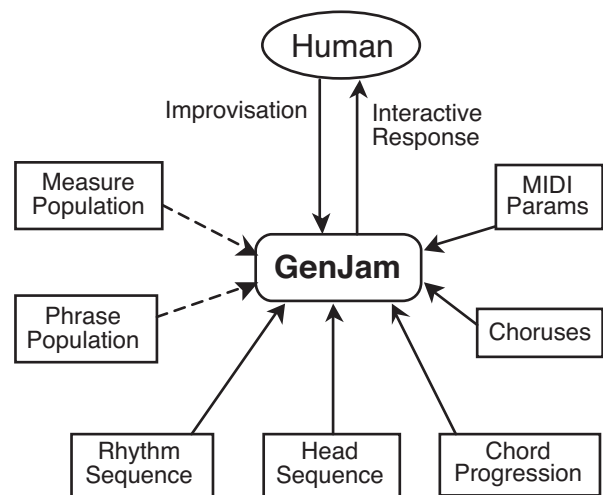 Human
Improvisation
Interactive
Response
Measure
Population
MIDI
Params
GenJam
Phrase
Population
Choruses
Rhythm
Sequence
Head
Sequence
Chord
Progression